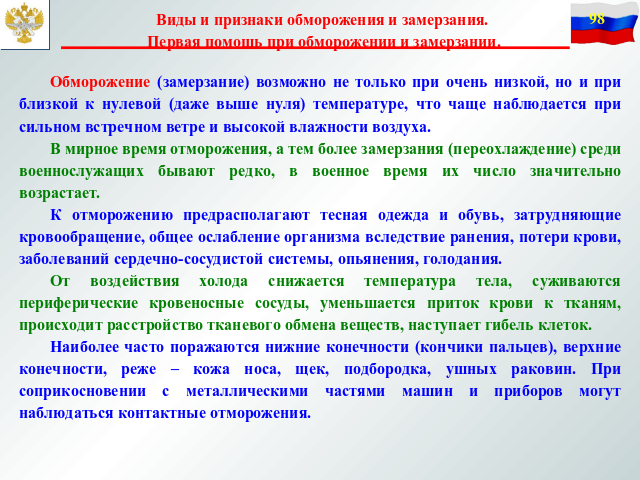 Виды и признаки обморожения и замерзания.
98
Первая помощь при обморожении и замерзании.
Обморожение (замерзание) возможно не только при очень низкой, но и при
близкой к нулевой (даже выше нуля) температуре, что чаще наблюдается при
сильном встречном ветре и высокой влажности воздуха.
В мирное время отморожения, а тем более замерзания (переохлаждение) среди
военнослужащих бывают редко, в военное время их число значительно
возрастает.
К отморожению предрасполагают тесная одежда и обувь, затрудняющие
кровообращение, общее ослабление организма вследствие ранения, потери крови,
заболеваний сердечно-сосудистой системы, опьянения, голодания.
От воздействия холода снижается температура тела, суживаются
периферические кровеносные сосуды, уменьшается приток крови к тканям,
происходит расстройство тканевого обмена веществ, наступает гибель клеток.
Наиболее часто поражаются нижние конечности (кончики пальцев), верхние
конечности, реже – кожа носа, щек, подбородка, ушных раковин. При
соприкосновении с металлическими частями машин и приборов могут
наблюдаться контактные отморожения.